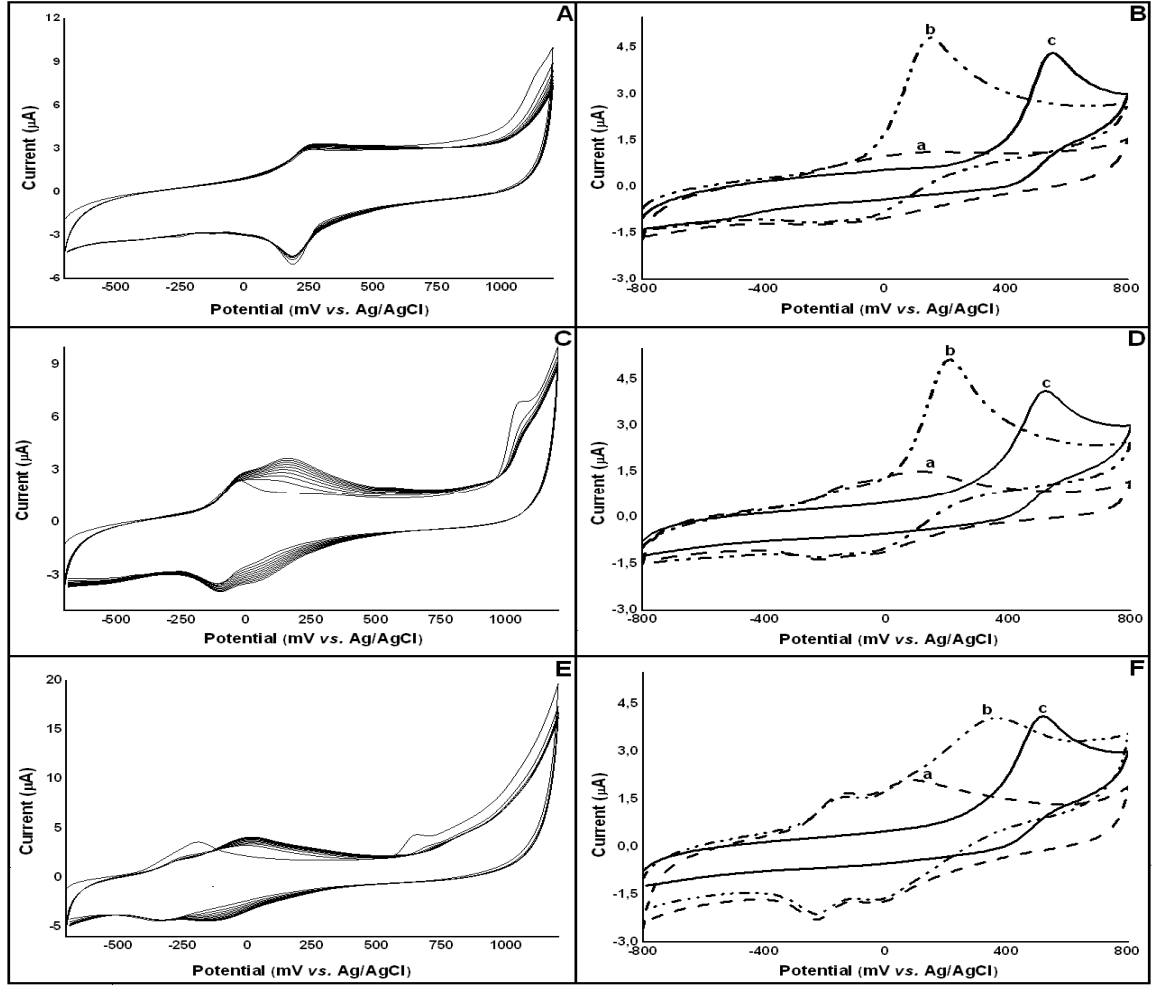 A
12
9
6
3
0
-3
-6
Current (µA)
-500 -250 0 250 500 750 1000
Potential (mV vs. Ag/AgCl)
B
4,5
3,0
1,5
0,0
-1,5
-3,0
Current (µA)
b
c
a
-800 -400 0 400 800
Potential (mV vs. Ag/AgCl)
C
9
6
3
0
-3
Current (µA)
-500 -250 0 250 500 750 1000
Potential (mV vs. Ag/AgCl)
D
4,5
3,0
1,5
0,0
-1,5
-3,0
Current (µA)
b
c
a
-800 -400 0 400 800
Potential (mV vs. Ag/AgCl)
E
20
15
10
5
0
-5
Current (µA)
-500 -250 0 250 500 750 1000
Potential (mV vs. Ag/AgCl)
F
4,5
3,0
1,5
0,0
-1,5
-3,0
Current (µA)
b
c
a
-800 -400 0 400 800
Potential (mV vs. Ag/AgCl)